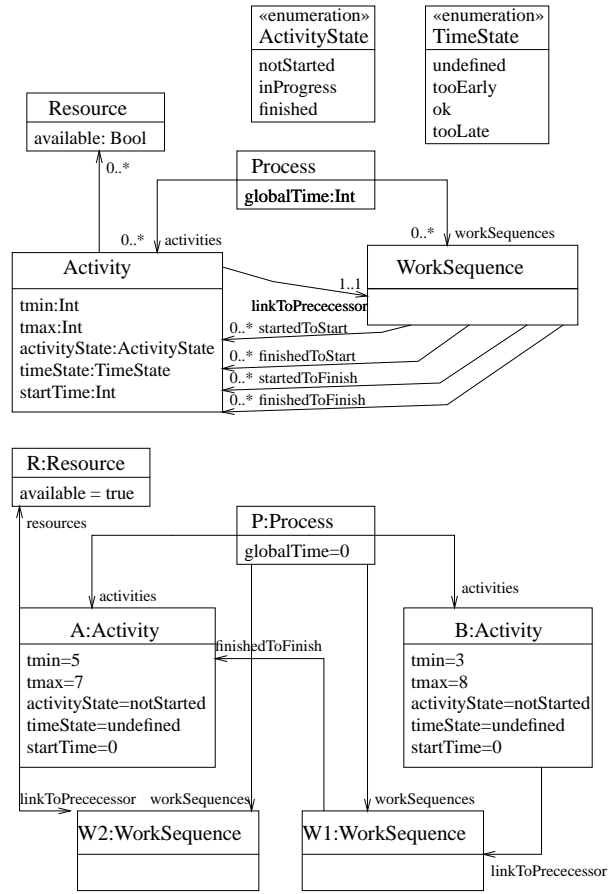 «enumeration»
ActivityState
notStarted
inProgress
finished
«enumeration»
TimeState
undefined
tooEarly
ok
tooLate
Resource
available: Bool
0..*
Process
globalTime:Int
0..* activities
0..* workSequences
Activity
tmin:Int
tmax:Int
activityState:ActivityState
timeState:TimeState
startTime:Int
WorkSequence
1..1
linkToPrececessor
0..* startedToStart
0..* finishedToStart
0..* startedToFinish
0..* finishedToFinish
R:Resource
available = true
resources
P:Process
globalTime=0
activities
activities
A:Activity
tmin=5
tmax=7
activityState=notStarted
timeState=undefined
startTime=0
finishedToFinish
B:Activity
tmin=3
tmax=8
activityState=notStarted
timeState=undefined
startTime=0
linkToPrececessor
workSequences
workSequences
W2:WorkSequence
W1:WorkSequence
linkToPrececessor